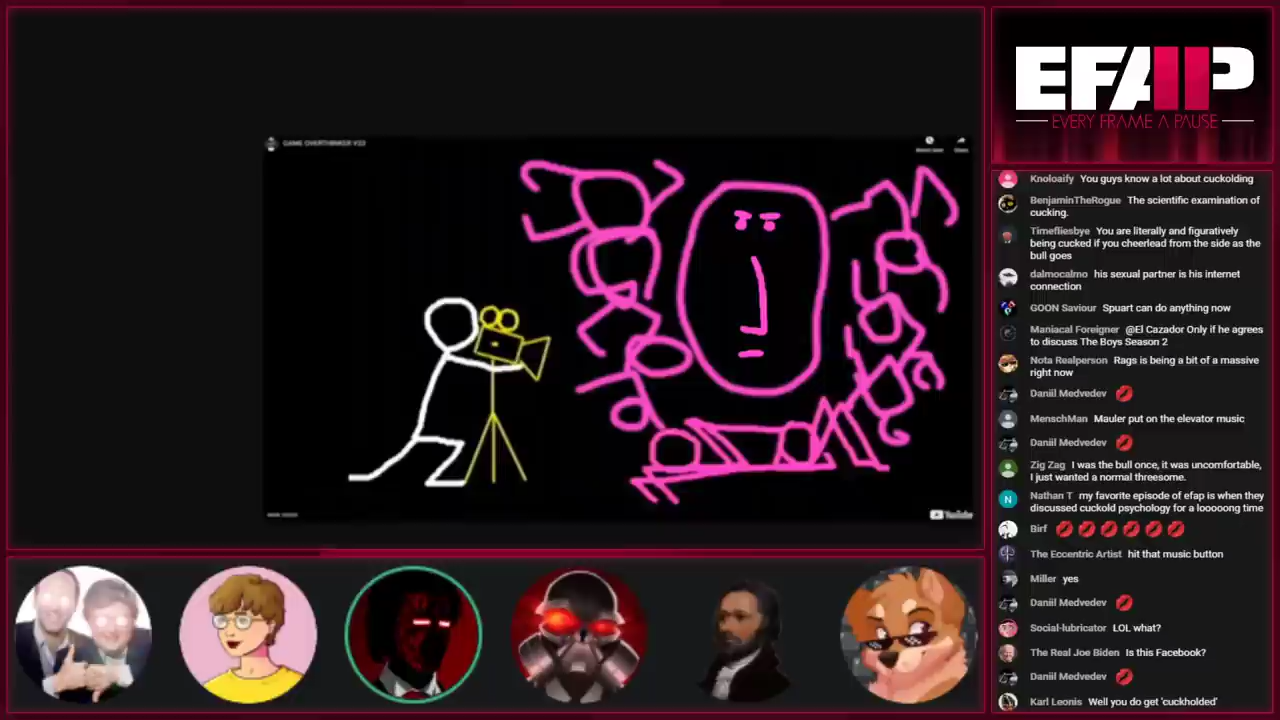 GAME OVERTHINKER V23
Watch later
Share
YouTube
EFAP
EVERY FRAME A PAUSE
Knoloaify You guys know a lot about cuckolding
BenjaminTheRogue The scientific examination of
cucking.
Timefliesbye You are literally and figuratively
being cucked if you cheerlead from the side as the
bull goes
dalmocalmo his sexual partner is his internet
connection
GOON Saviour Spuart can do anything now
Maniacal Foreigner @El Cazador Only if he agrees
to discuss The Boys Season 2
Nota Realperson Rags is being a bit of a massive
right now
Daniil Medvedev 💋
MenschMan Mauler put on the elevator music
Daniil Medvedev 💋
Zig Zag I was the bull once, it was uncomfortable,
I just wanted a normal threesome.
N
Nathan T my favorite episode of efap is when they
discussed cuckold psychology for a looooong time
Birf 💋💋💋💋💋💋
The Eccentric Artist hit that music button
Miller yes
Daniil Medvedev 💋
Social-lubricator LOL what?
The Real Joe Biden Is this Facebook?
Daniil Medvedev 💋
Karl Leonis Well you do get 'cuckholded'